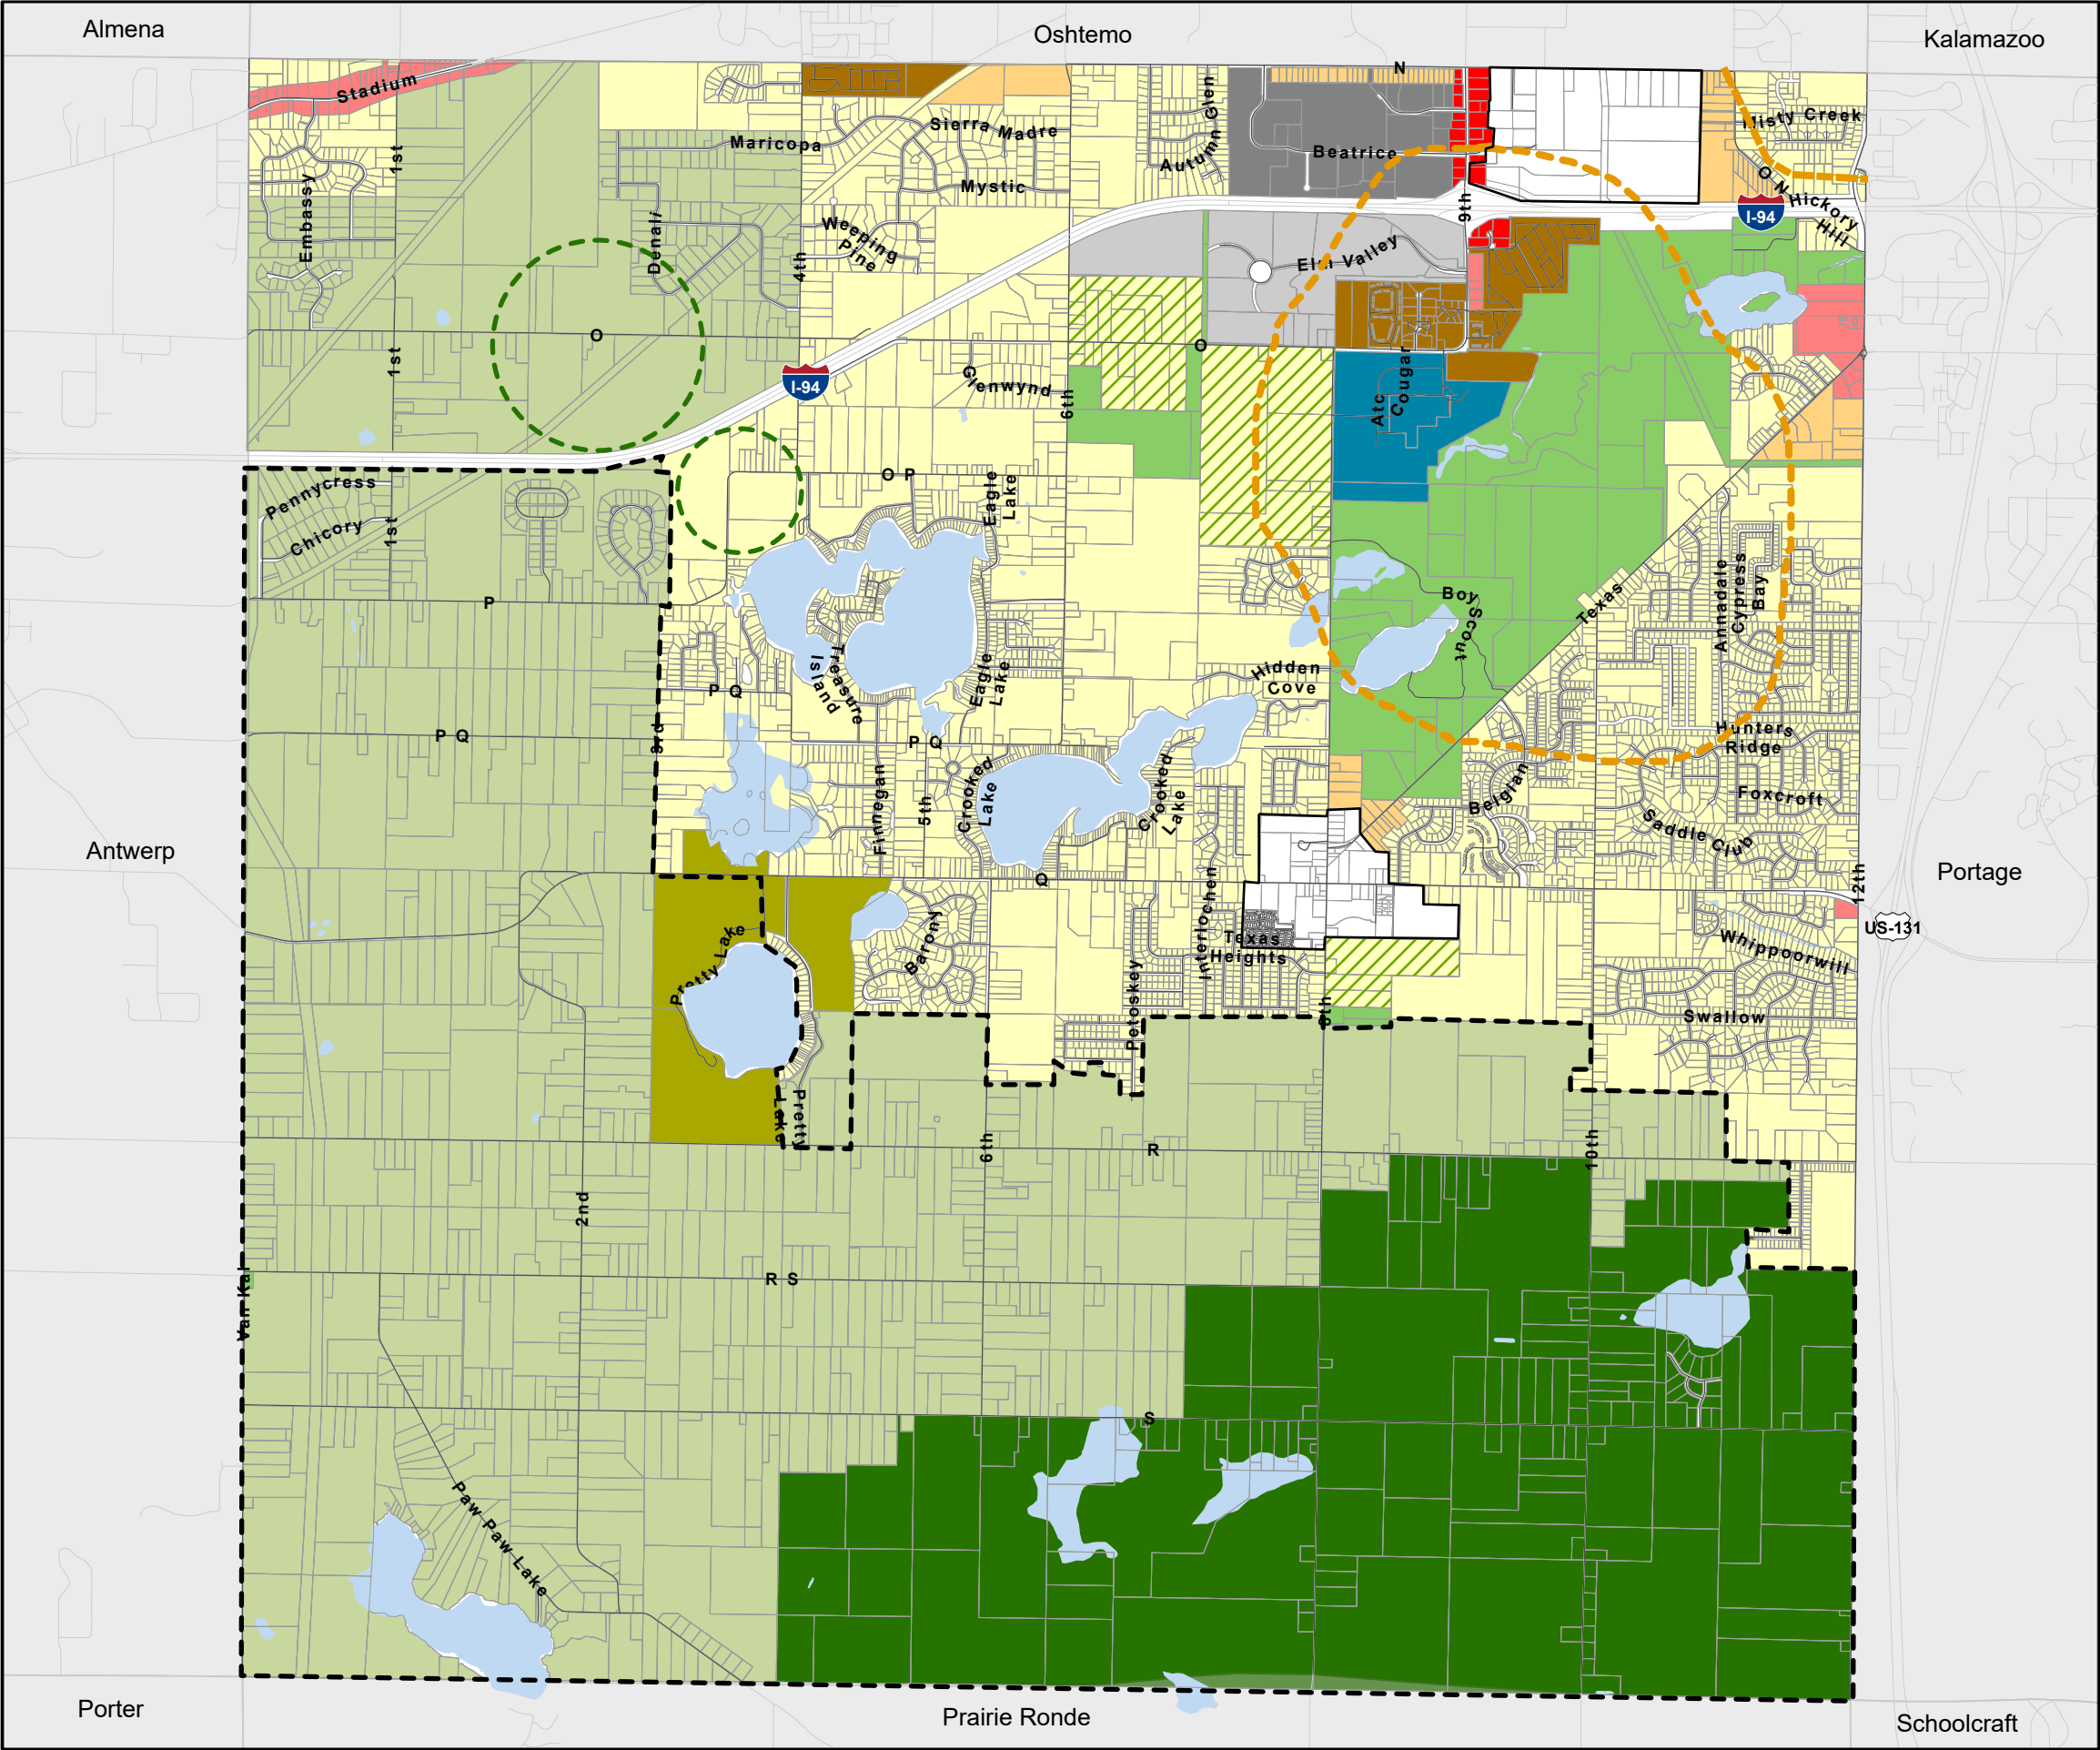 Almena
Oshtemo
Kalamazoo
N
Stadium
Autumn Glen
Misty Creek
Sierra Madre
Maricopa
1st
Beatrice
Mystic
O N
Embassy
9th
I-94
Hickory
Hill
Denali
Weeping
Pine
4th
Elm Valley
O
O
1st
I-94
Glenwynd
6th
Atc
Cougar
O P
Eagle
Lake
Pennycress
Chicory
1st
P
Boy
Scout
Texas
Annadale
Cypress
Bay
Treasure
Island
Eagle
Lake
Hidden
Cove
P Q
3rd
P Q
P Q
Hunters
Ridge
Finnegan
5th
Crooked
Lake
Crooked
Lake
Belgian
Foxcroft
Saddle Club
Antwerp
Portage
12th
Q
Interlochen
US-131
Barony
Pretty Lake
Texas
Heights
Whippoorwill
Petoskey
8th
Swallow
Pretty
Lake
6th
R
10th
2nd
R S
Van Kal
S
Paw Paw Lake
Porter
Prairie Ronde
Schoolcraft